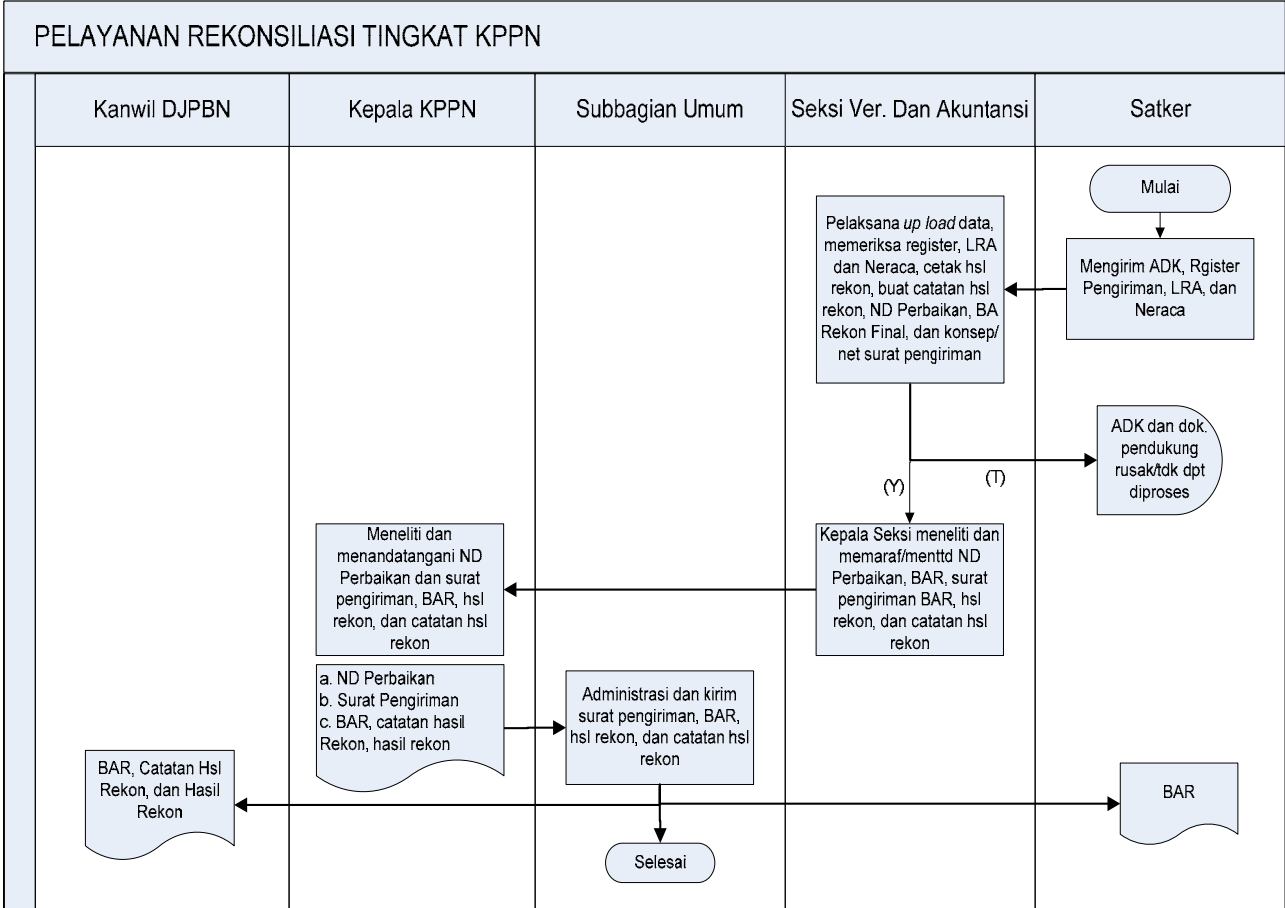 PELAYANAN REKONSILIASI TINGKAT KPPN
Kanwil DJPBN
Kepala KPPN
Subbagian Umum
Seksi Ver. Dan Akuntansi
Satker
Mulai
Mengirim ADK, Rgister
Pengiriman, LRA, dan
Neraca
Pelaksana up load data,
memeriksa register, LRA
dan Neraca, cetak hsl
rekon, buat catatan hsl
rekon, ND Perbaikan, BA
Rekon Final, dan konsep/
net surat pengiriman
ADK dan dok.
pendukung
rusak/tdk dpt
diproses
(T)
(Y)
Kepala Seksi meneliti dan
memaraf/menttd ND
Perbaikan, BAR, surat
pengiriman BAR, hsl
rekon, dan catatan hsl
rekon
Meneliti dan
menandatangani ND
Perbaikan dan surat
pengiriman, BAR, hsl
rekon, dan catatan hsl
rekon
a. ND Perbaikan
b. Surat Pengiriman
c. BAR, catatan hasil
Rekon, hasil rekon
Administrasi dan kirim
surat pengiriman, BAR,
hsl rekon, dan catatan hsl
rekon
BAR, Catatan Hsl
Rekon, dan Hasil
Rekon
BAR
Selesai